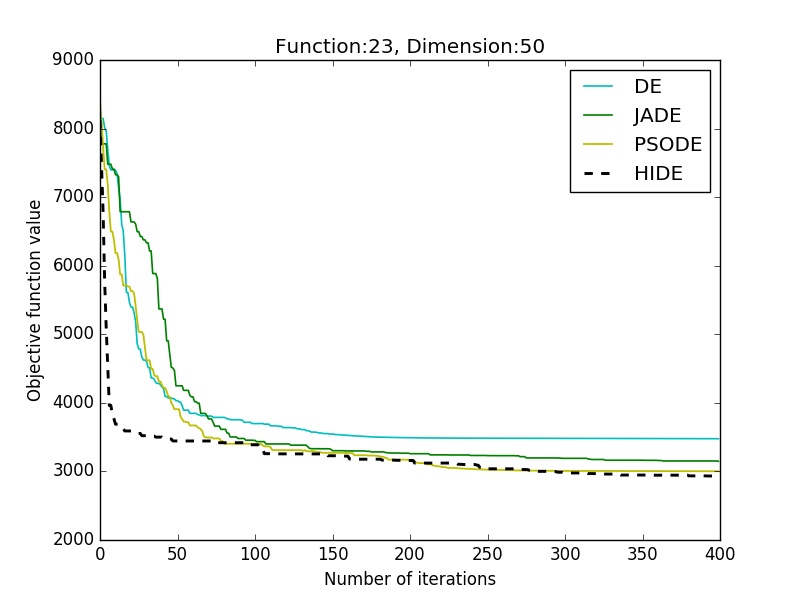 Function:23, Dimension:50
Objective function value
9000
8000
7000
6000
5000
4000
3000
2000
DE
JADE
PSODE
HIDE
0 50 100 150 200 250 300 350 400
Number of iterations